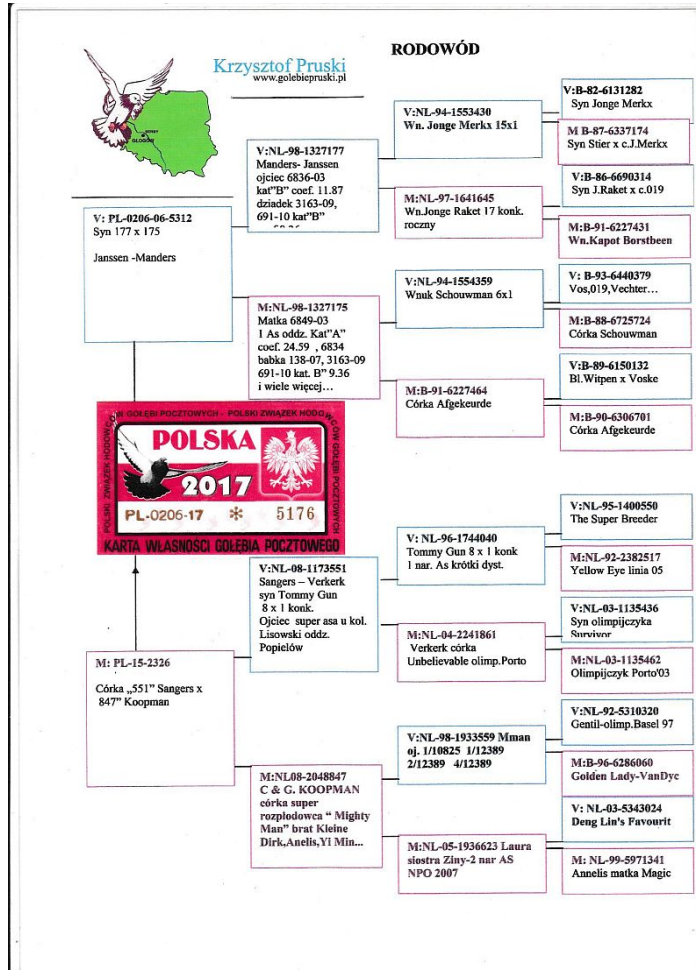 RODOWÓD
Krzysztof Pruski
www.golebiepruski.pl
GŁOGÓW
V: PL-0206-06-5312
Syn 177 x 175
Janssen -Manders
V:NL-98-1327177
Manders- Janssen
ojciec 6836-03
kat"B" coef. 11.87
dziadek 3163-09,
691-10 kat"B"
M:NL-98-1327175
Matka 6849-03
1 As oddz. Kat"A"
coef. 24.59 , 6834
babka 138-07, 3163-09
691-10 kat. B" 9.36
i wiele więcej…
V:NL-94-1553430
Wn. Jonge Merkx 15x1
M:NL-97-1641645
Wn.Jonge Raket 17 konk.
roczny
V:NL-94-1554359
Wnuk Schouwman 6x1
M:B-91-6227464
Córka Afgekeurde
V:B-82-6131282
Syn Jonge Merkx
M B-87-6337174
Syn Stier x c.J.Merkx
V:B-86-6690314
Syn J.Raket x c.019
M:B-91-6227431
Wn.Kapot Borstbeen
V: B-93-6440379
Vos,019,Vechter…
M:B-88-6725724
Córka Schouwman
V:B-89-6150132
Bl.Witpen x Voske
M:B-90-6306701
Córka Afgekeurde
POLSKI ZWIĄZEK HODOWCÓW GOŁĘBI POCZTOWYCH - POLSKI ZWIĄZEK HODOWCÓW GOŁĘBI POCZTOWYCH
POLSKA
2017
PL-0206-17 * 5176
KARTA WŁASNOŚCI GOŁĘBIA POCZTOWEGO
M: PL-15-2326
Córka „551" Sangers x
847" Koopman
V:NL-08-1173551
Sangers – Verkerk
syn Tommy Gun
8 x 1 konk.
Ojciec super asa u kol.
Lisowski oddz.
Popielów
M:NL08-2048847
C & G. KOOPMAN
córka super
rozpłodowca " Mighty
Man" brat Kleine
Dirk,Anelis,Yi Min...
V: NL-96-1744040
Tommy Gun 8 x 1 konk
1 nar. As krótki dyst.
M:NL-04-2241861
Verkerk córka
Unbelievable olimp.Porto
V:NL-98-1933559 Mman
oj. 1/10825 1/12389
2/12389 4/12389
M:NL-05-1936623 Laura
siostra Ziny-2 nar AS
NPO 2007
V:NL-95-1400550
The Super Breeder
M:NL-92-2382517
Yellow Eye linia 05
V:NL-03-1135436
Syn olimpijczyka
Survivor
M:NL-03-1135462
Olimpijczyk Porto'03
V:NL-92-5310320
Gentil-olimp.Basel 97
M:B-96-6286060
Golden Lady-VanDyc
V: NL-03-5343024
Deng Lin's Favourit
M: NL-99-5971341
Annelis matka Magic